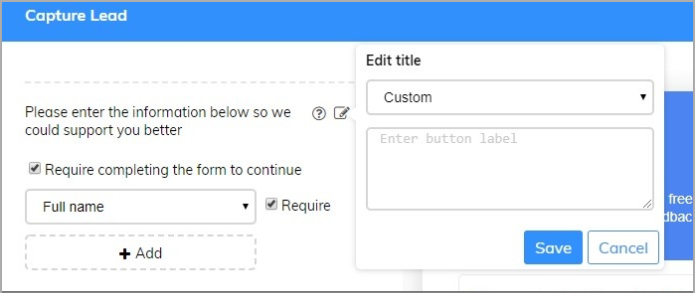 Capture Lead
Please enter the information below so we
could support you better
Require completing the form to continue
Full name
Require
Add
Edit title
Custom
Enter button label
Save
Cancel
free